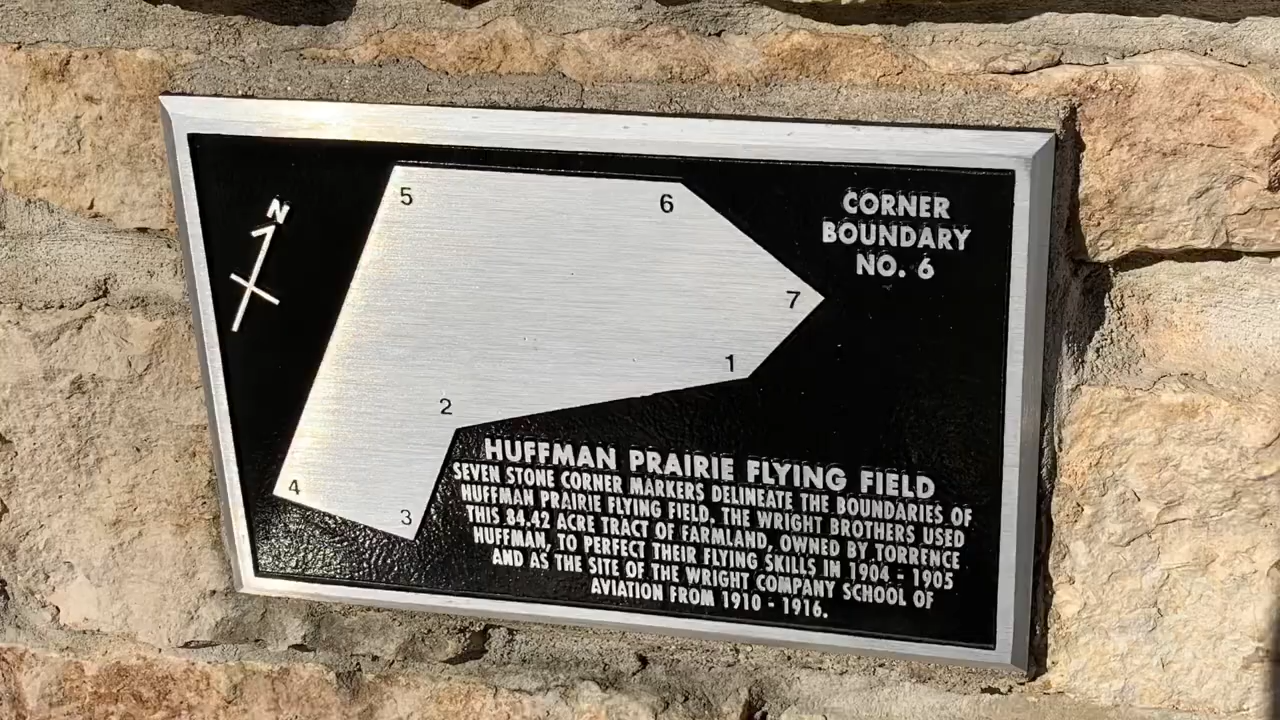 N
5
6
CORNER
BOUNDARY
NO. 6
7
1
2
4
3
HUFFMAN PRAIRIE FLYING FIELD
SEVEN STONE CORNER MARKERS DELINEATE THE BOUNDARIES OF
HUFFMAN PRAIRIE FLYING FIELD. THE WRIGHT BROTHERS USED
THIS 84.42 ACRE TRACT OF FARMLAND, OWNED BY TORRENCE
HUFFMAN, TO PERFECT THEIR FLYING SKILLS IN 1904 - 1905
AND AS THE SITE OF THE WRIGHT COMPANY SCHOOL OF
AVIATION FROM 1910 - 1916.